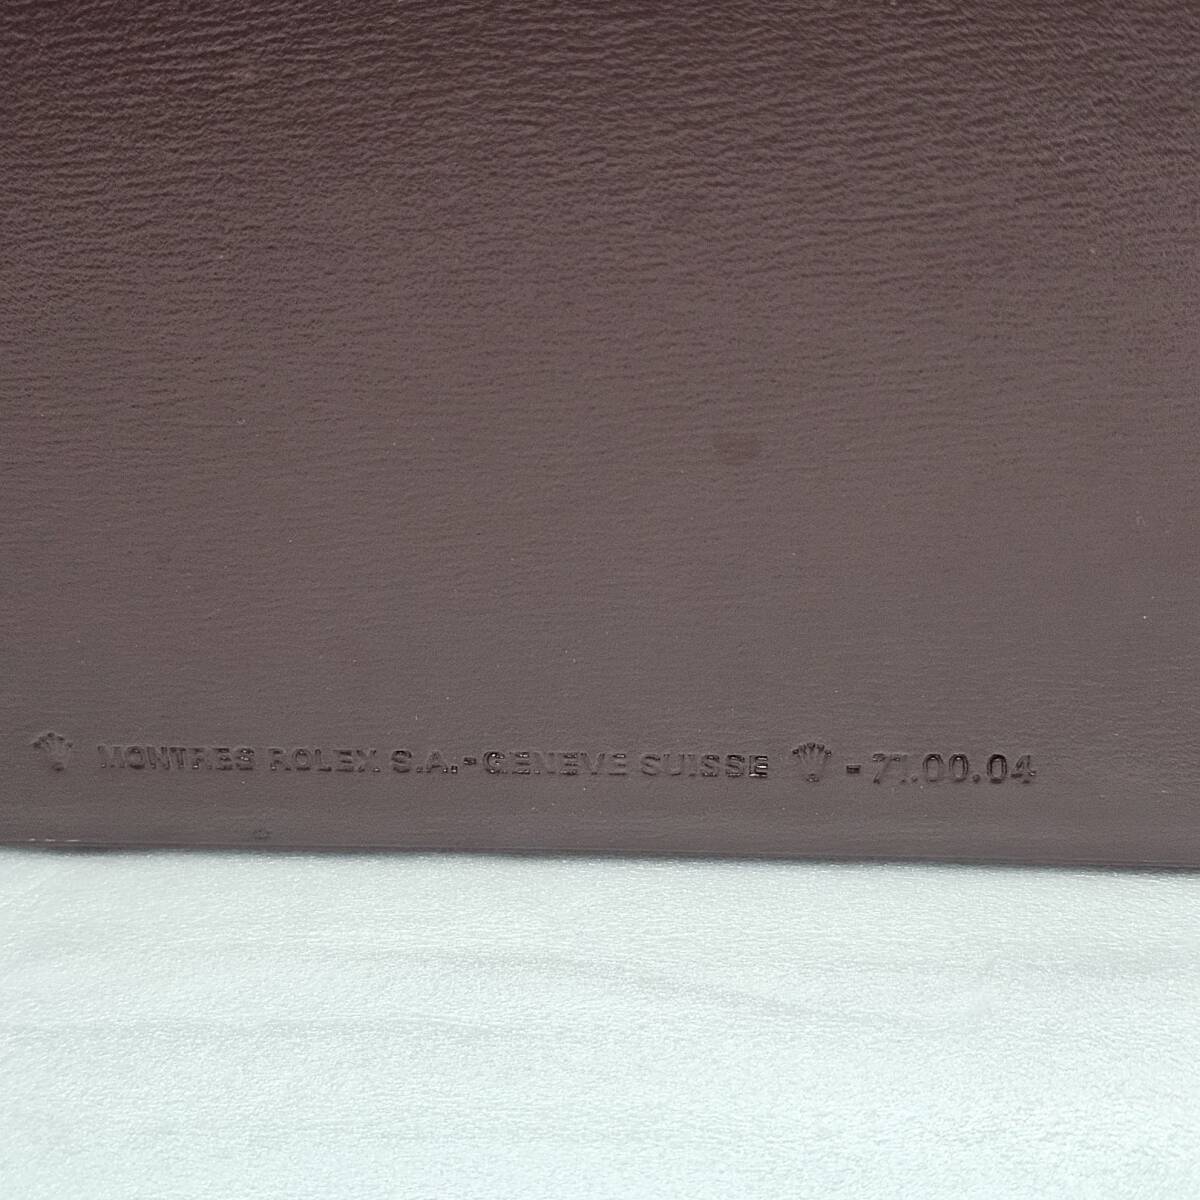 MONTRES ROLEX S.A.-GENEVE SUISSE -71.00.04